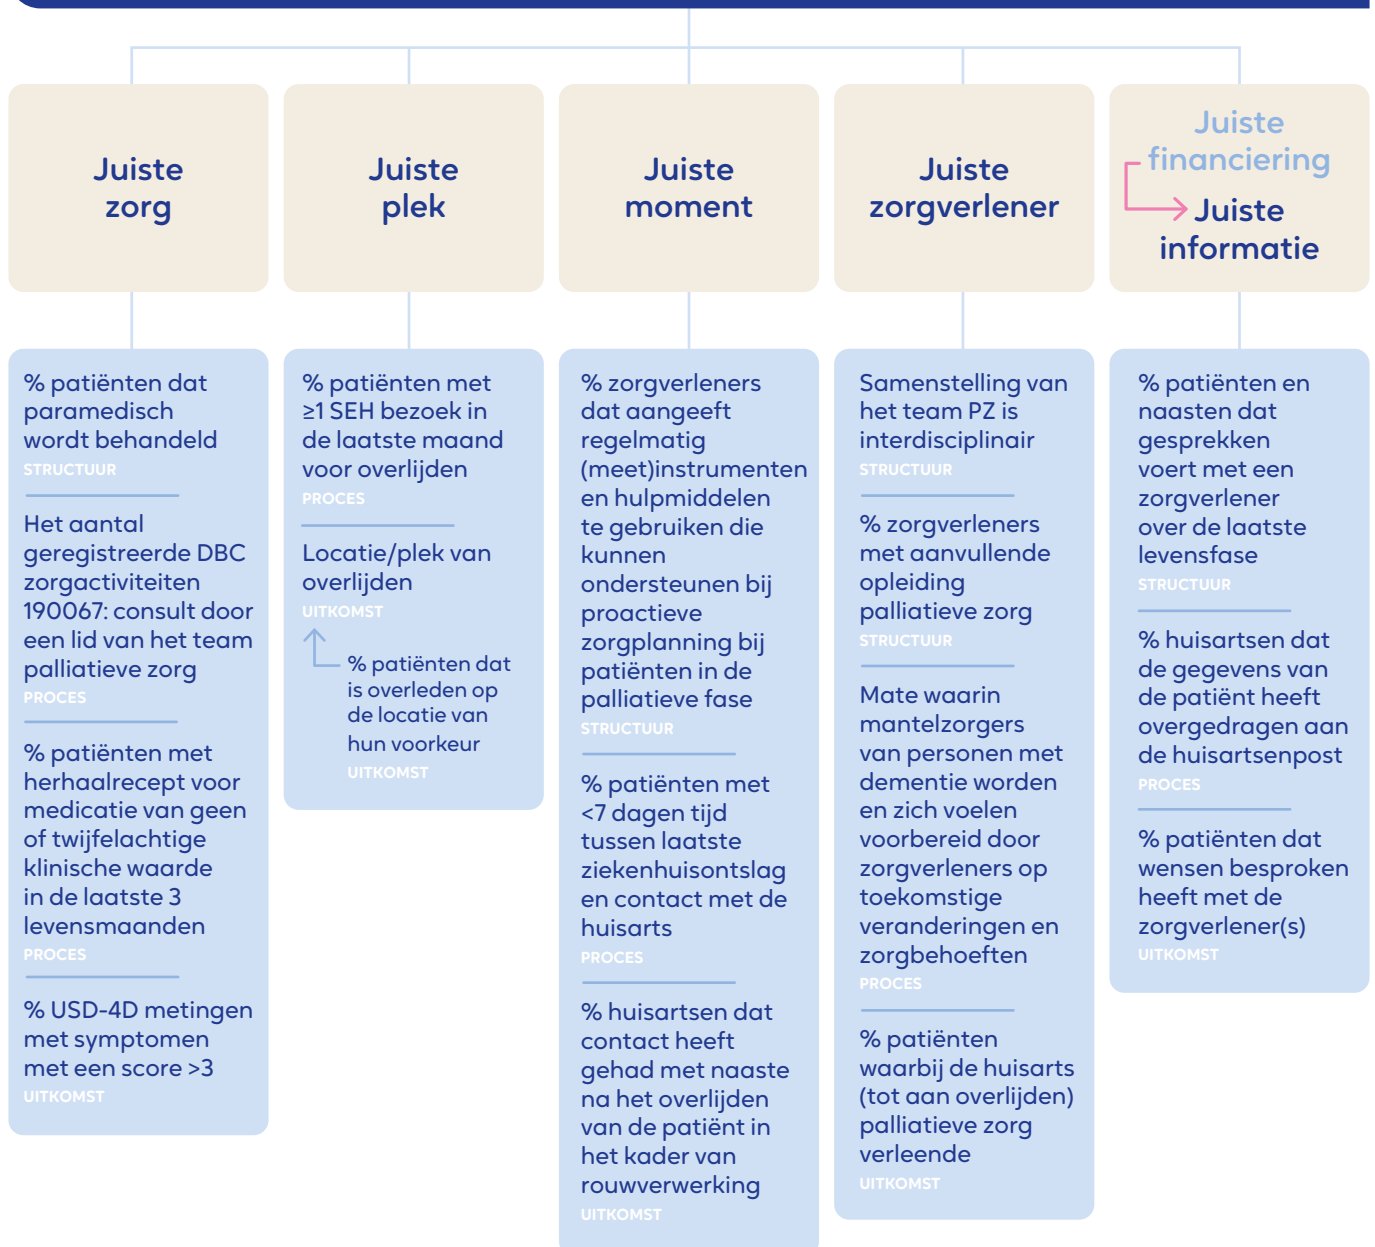 Juiste
zorg
Juiste
plek
Juiste
moment
Juiste
zorgverlener
Juiste
financiering
Juiste
informatie
% patiënten dat
paramedisch
wordt behandeld
STRUCTUUR
Het aantal
geregistreerde DBC
zorgactiviteiten
190067: consult door
een lid van het team
palliatieve zorg
PROCES
% patiënten met
herhaalrecept voor
medicatie van geen
of twijfelachtige
klinische waarde
in de laatste 3
levensmaanden
PROCES
% USD-4D metingen
met symptomen
met een score >3
UITKOMST
% patiënten met
≥1 SEH bezoek in
de laatste maand
voor overlijden
PROCES
Locatie/plek van
overlijden
UITKOMST
% patiënten dat
is overleden op
de locatie van
hun voorkeur
UITKOMST
% zorgverleners
dat aangeeft
regelmatig
(meet)instrumenten
en hulpmiddelen
te gebruiken die
kunnen
ondersteunen bij
proactieve
zorgplanning bij
patiënten in de
palliatieve fase
STRUCTUUR
% patiënten met
<7 dagen tijd
tussen laatste
ziekenhuisontslag
en contact met de
huisarts
PROCES
% huisartsen dat
contact heeft
gehad met naaste
na het overlijden
van de patiënt in
het kader van
rouwverwerking
UITKOMST
Samenstelling van
het team PZ is
interdisciplinair
STRUCTUUR
% zorgverleners
met aanvullende
opleiding
palliatieve zorg
STRUCTUUR
Mate waarin
mantelzorgers
van personen met
dementie worden
en zich voelen
voorbereid door
zorgverleners op
toekomstige
veranderingen en
zorgbehoeften
PROCES
% patiënten
waarbij de huisarts
(tot aan overlijden)
palliatieve zorg
verleende
UITKOMST
% patiënten en
naasten dat
gesprekken
voert met een
zorgverlener
over de laatste
levensfase
STRUCTUUR
% huisartsen dat
de gegevens van
de patiënt heeft
overgedragen aan
de huisartsenpost
PROCES
% patiënten dat
wensen besproken
heeft met de
zorgverlener(s)
UITKOMST